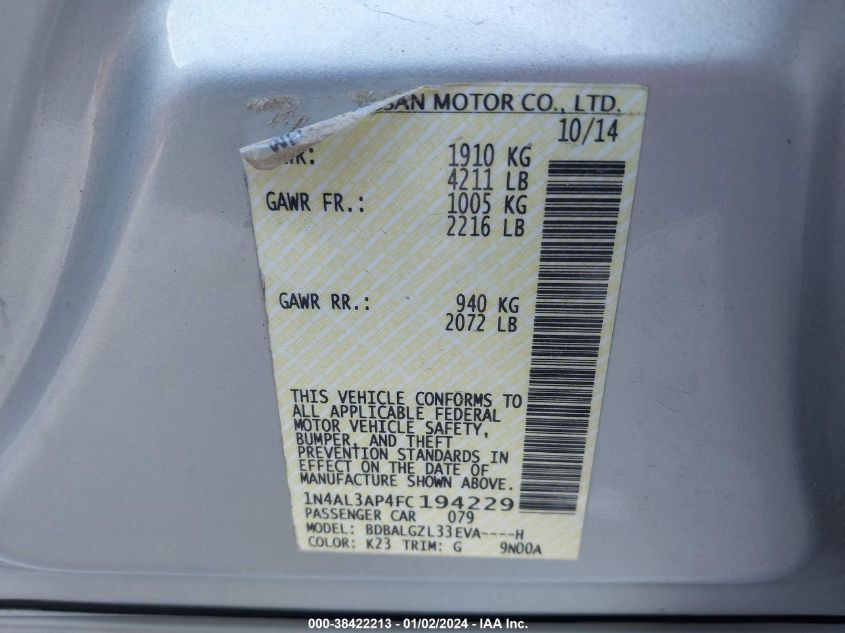 MOTOR CO., LTD.
10/14
1910 KG
4211 LB
GAWR FR.: 1005 KG
2216 LB
GAWR RR.: 940 KG
2072 LB
THIS VEHICLE CONFORMS TO
ALL APPLICABLE FEDERAL
MOTOR VEHICLE SAFETY,
BUMPER, AND THEFT
PREVENTION STANDARDS IN
EFFECT ON THE DATE OF
MANUFACTURE SHOWN ABOVE.
1N4AL3AP4FC194229
PASSENGER CAR 079
MODEL: BDBALGZL33EVA----H
COLOR: K23 TRIM: G 9N00A
000-38422213 - 01/02/2024 - IAA Inc.